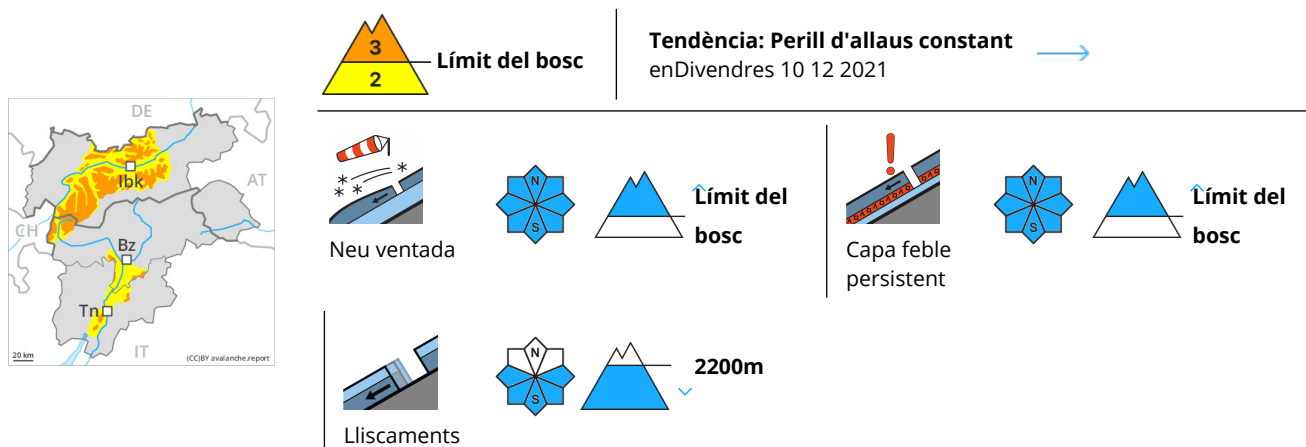 3
2
Límit del bosc
Tendència: Perill d'allaus constant
enDivendres 10 12 2021
DE
AT
CH
IT
Ibk
Bz
Tn
20 km
(CC)BY avalanche.report
Neu ventada
N
S
Límit del
bosc
Capa feble
persistent
N
S
Límit del
bosc
Lliscaments
N
S
2200m